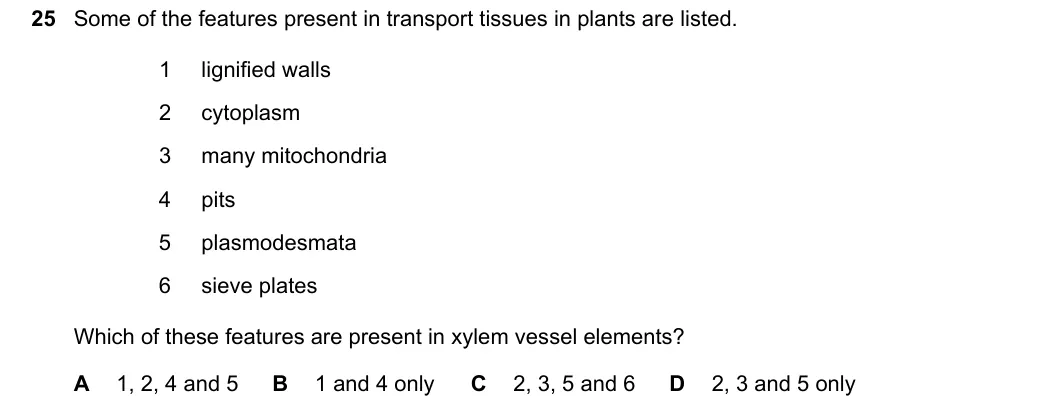 25 Some of the features present in transport tissues in plants are listed.
1 lignified walls
2 cytoplasm
3 many mitochondria
4 pits
5 plasmodesmata
6 sieve plates
Which of these features are present in xylem vessel elements?
A 1, 2, 4 and 5 B 1 and 4 only C 2, 3, 5 and 6 D 2, 3 and 5 only